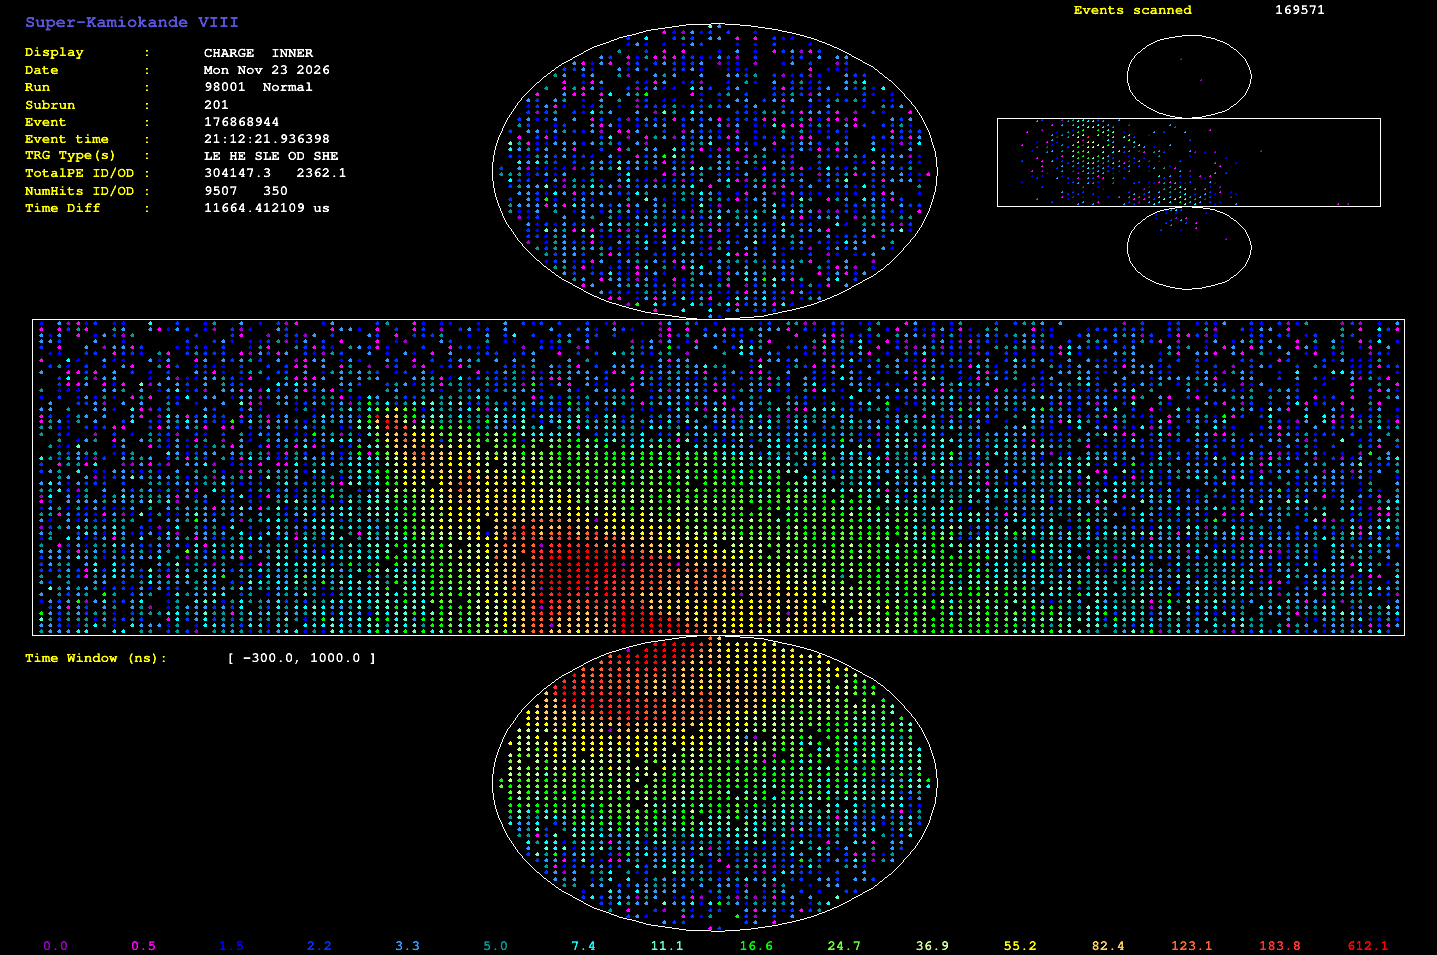 Super-Kamiokande VIII
Events scanned 169571
Display : CHARGE INNER
Date : Mon Nov 23 2026
Run : 98001 Normal
Subrun : 201
Event : 176868944
Event time : 21:12:21.936398
TRG Type(s) : LE HE SLE OD SHE
TotalPE ID/OD : 304147.3 2362.1
NumHits ID/OD : 9507 350
Time Diff : 11664.412109 us
Time Window (ns): [ -300.0, 1000.0 ]
0.0 0.5 1.5 2.2 3.3 5.0 7.4 11.1 16.6 24.7 36.9 55.2 82.4 123.1 183.8 612.1